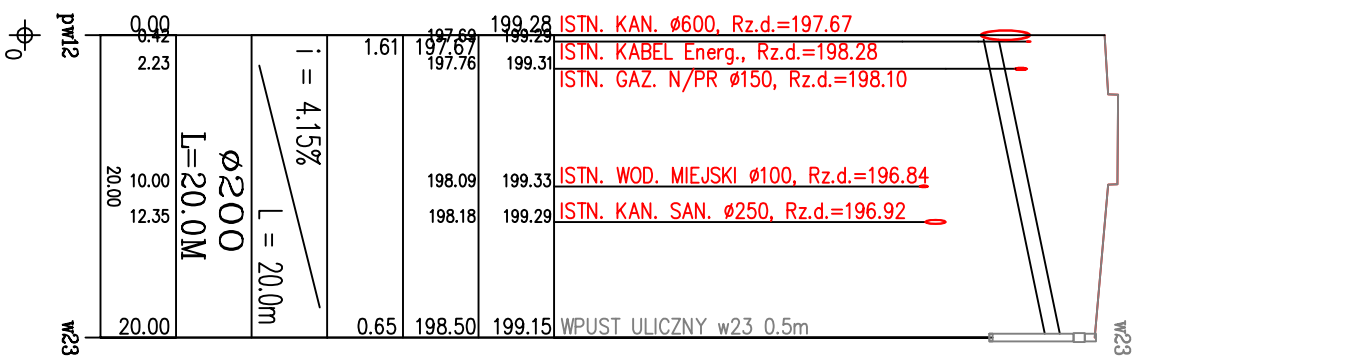 0
pw12
0.00
0.42
2.23
10.00
12.35
20.00
20.00
w23
L=20.0M
ø200
i = 4.15%
L = 20.0m
1.61
0.65
197.69
197.67
197.76
198.09
198.18
198.50
199.28
199.29
199.31
199.33
199.29
199.15
ISTN. KAN. ø600, Rz.d.=197.67
ISTN. KABEL Energ., Rz.d.=198.28
ISTN. GAZ. N/PR ø150, Rz.d.=198.10
ISTN. WOD. MIEJSKI ø100, Rz.d.=196.84
ISTN. KAN. SAN. ø250, Rz.d.=196.92
WPUST ULICZNY w23 0.5m
w23